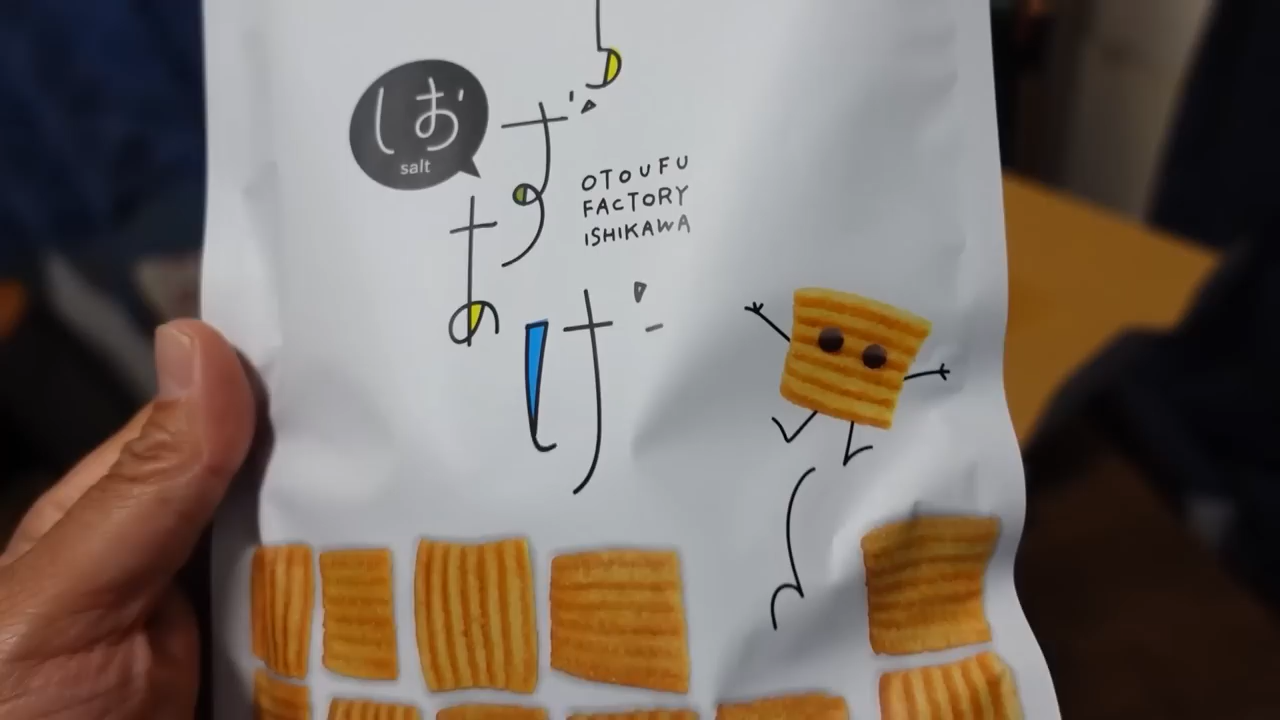 しお
salt
ず
あ
げ
OTOUFU
FACTORY
ISHIKAWA